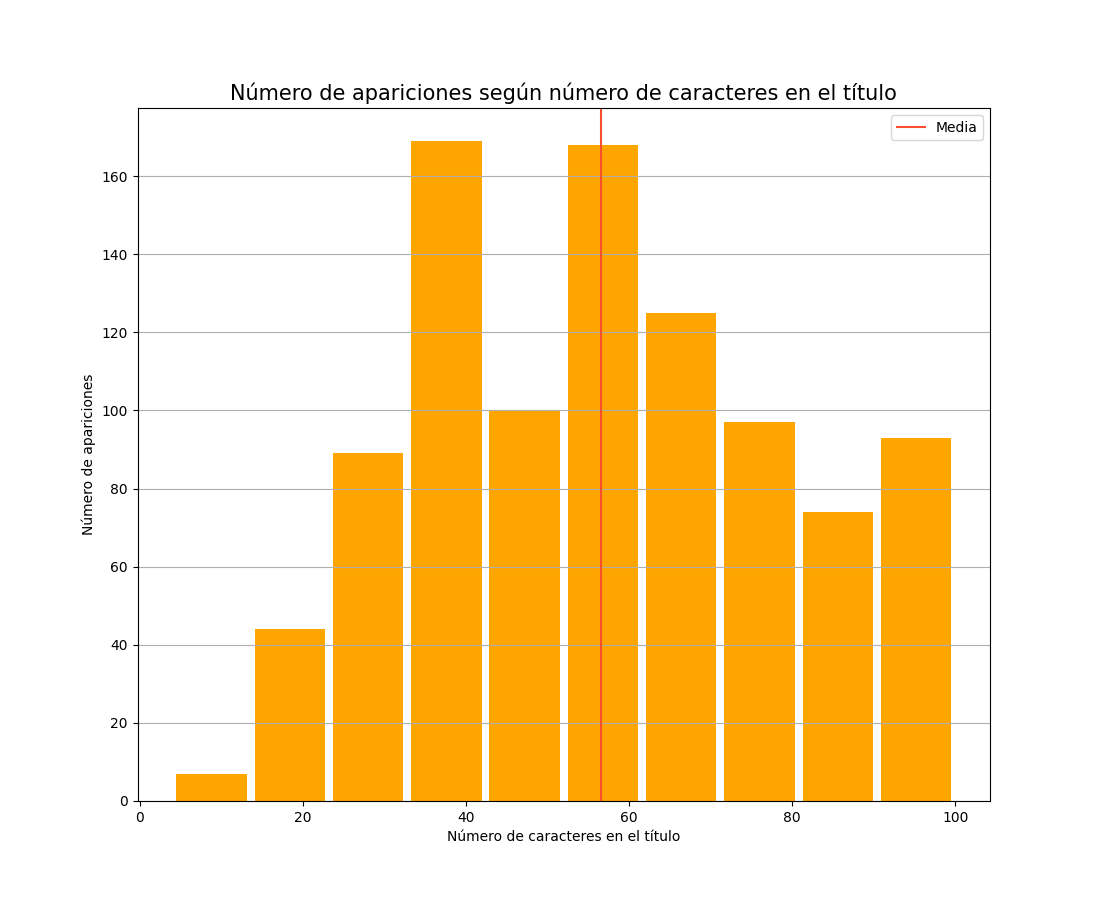 Número de apariciones según número de caracteres en el título
Media
160
140
120
100
80
60
40
20
0
Número de apariciones
0 20 40 60 80 100
Número de caracteres en el título